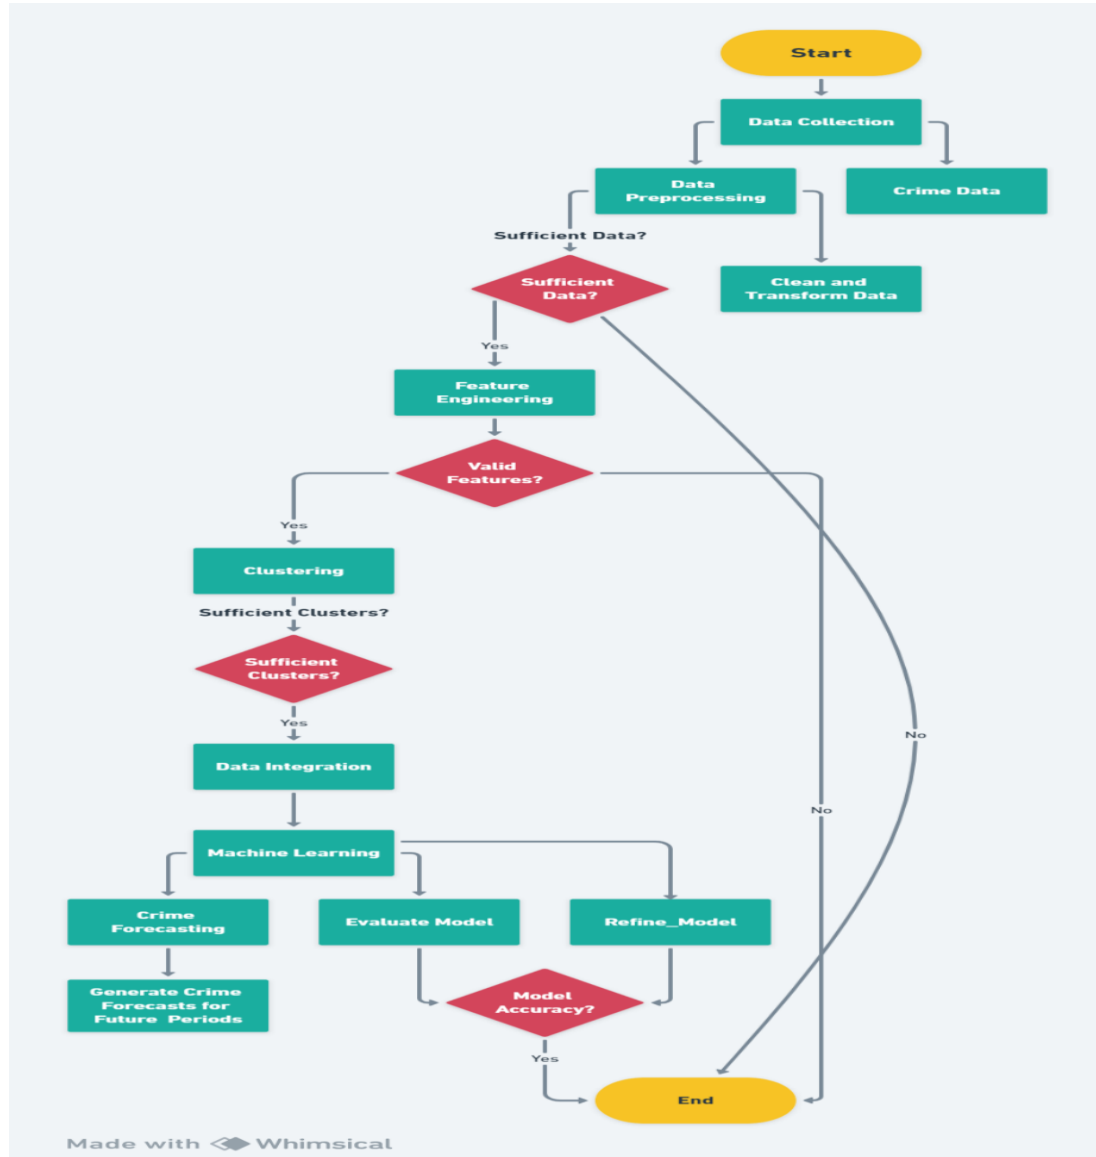 Start
Data Collection
Data
Preprocessing
Crime Data
Sufficient Data?
Sufficient
Data?
Clean and
Transform Data
Yes
Feature
Engineering
Valid
Features?
Yes
Clustering
Sufficient Clusters?
Sufficient
Clusters?
Yes
No
Data Integration
No
Machine Learning
Crime
Forecasting
Evaluate Model
Refine_Model
Generate Crime
Forecasts for
Future Periods
Model
Accuracy?
Yes
End
Made with Whimsical